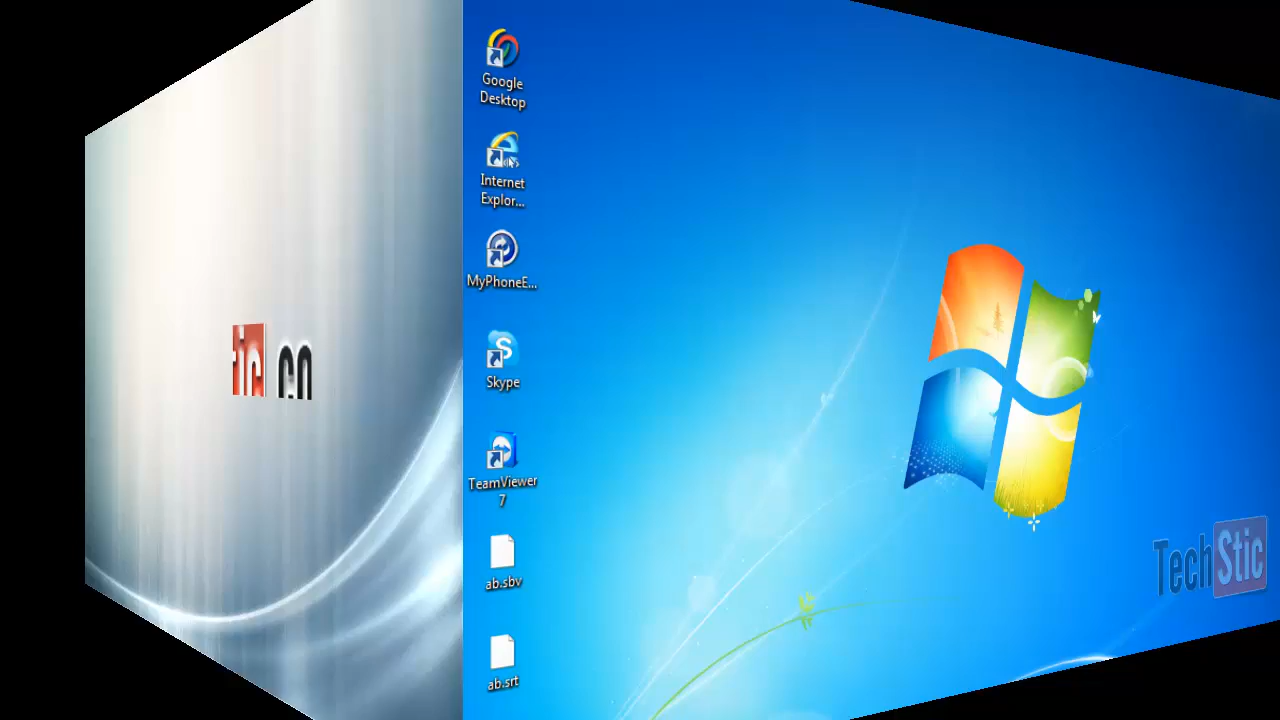 Google
Desktop
Internet
Explor...
MyPhoneE...
Skype
TeamViewer
7
ab.sbv
ab.srt
TechStic